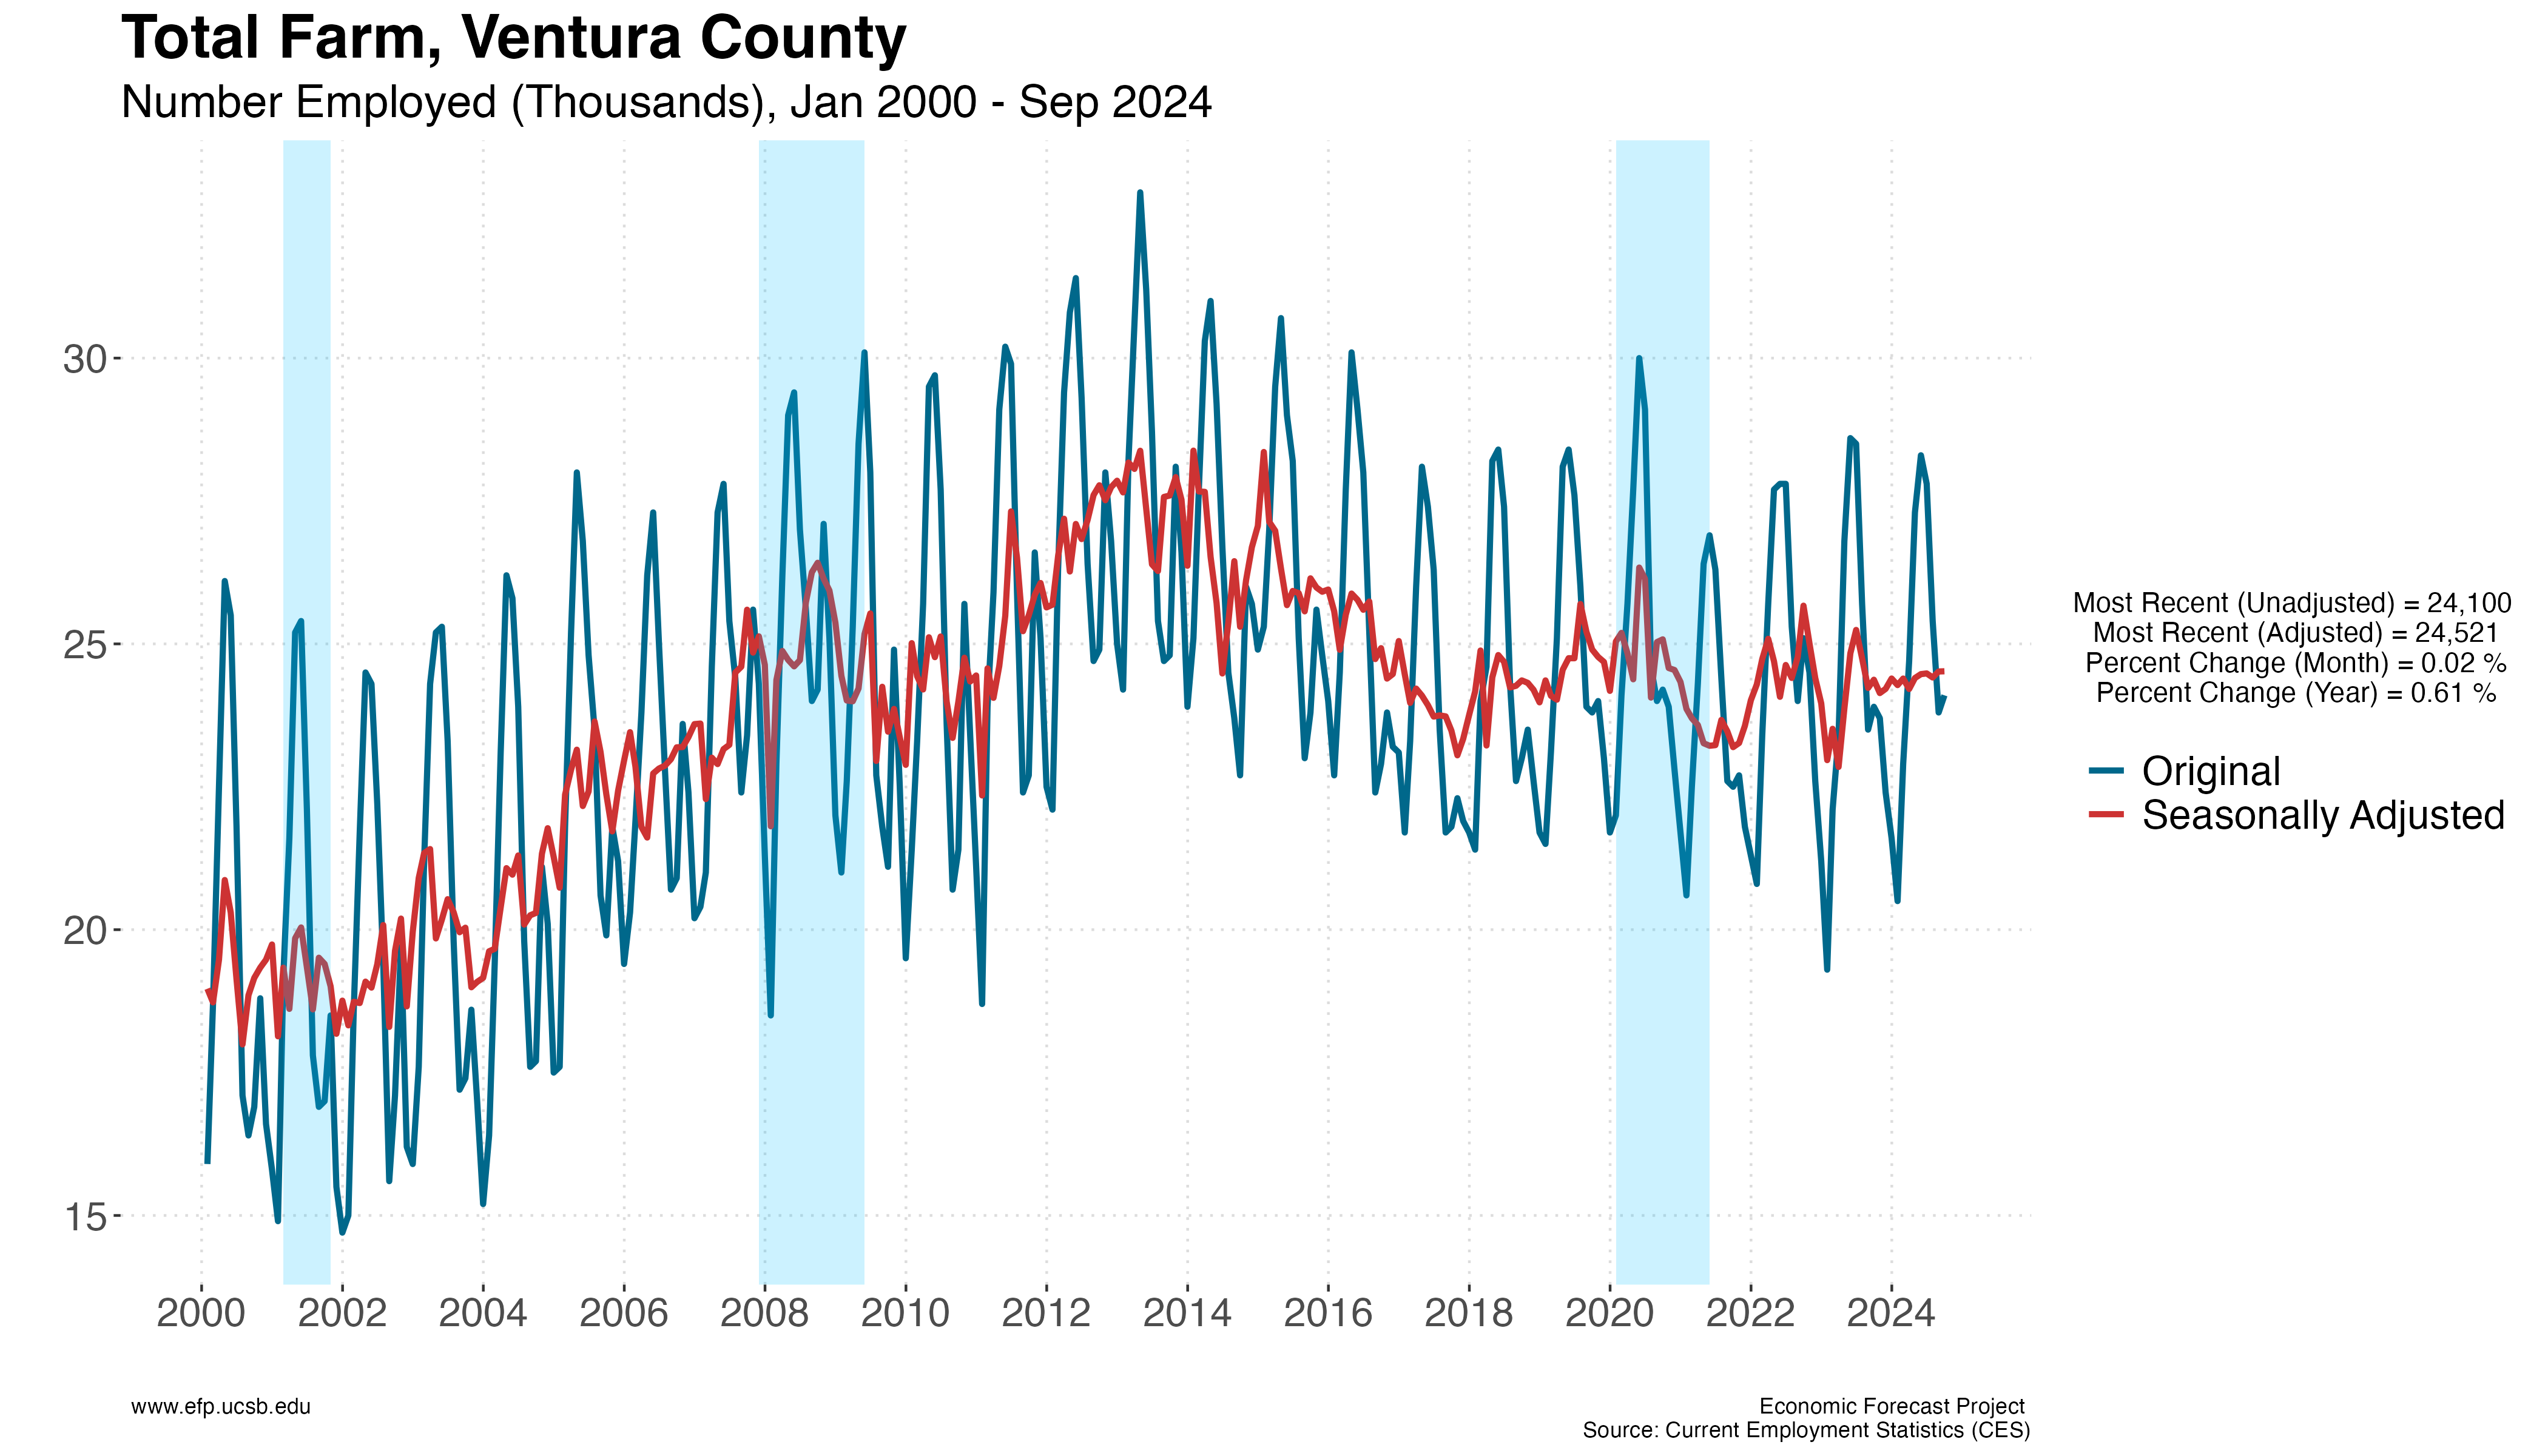 Total Farm, Ventura County
Number Employed (Thousands), Jan 2000 - Sep 2024
30
25
20
15
2000 2002 2004 2006 2008 2010 2012 2014 2016 2018 2020 2022 2024
Most Recent (Unadjusted) = 24,100
Most Recent (Adjusted) = 24,521
Percent Change (Month) = 0.02 %
Percent Change (Year) = 0.61 %
Original
Seasonally Adjusted
www.efp.ucsb.edu
Economic Forecast Project
Source: Current Employment Statistics (CES)